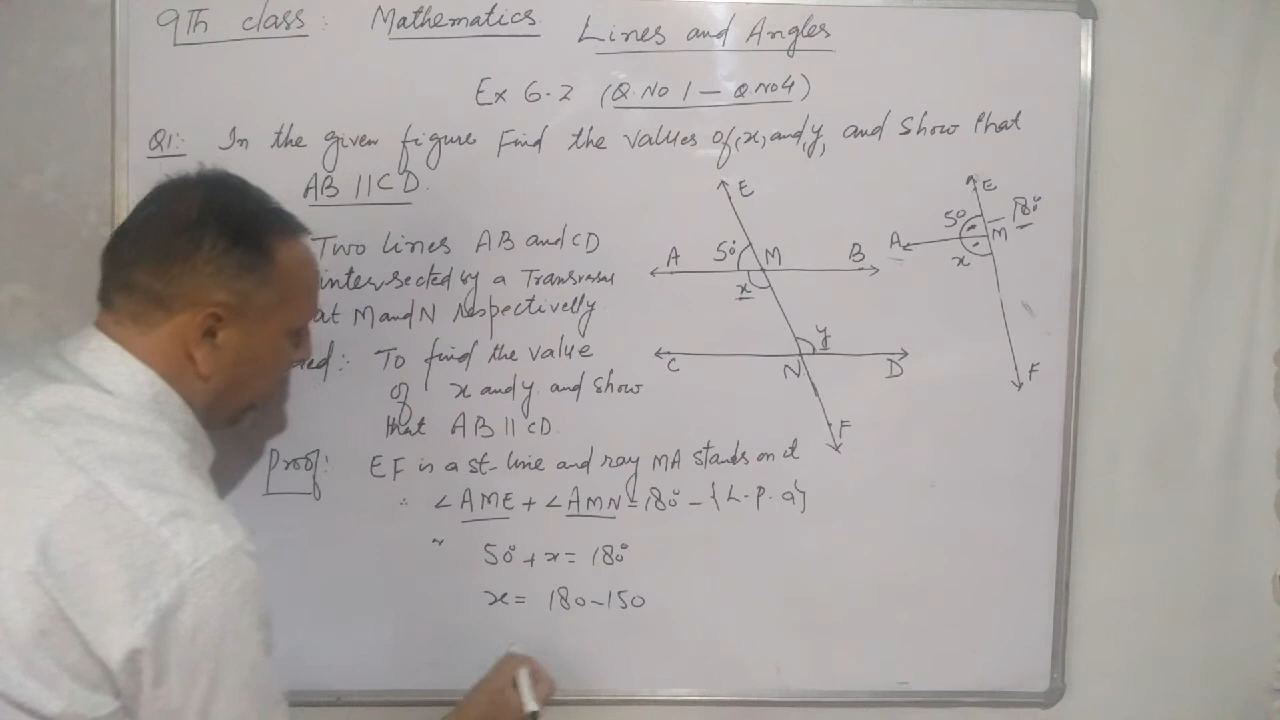 9Th class: Mathematics. Lines and Angles
Ex 6.2 (Q.No 1 – Q.No 4)
Q1:- In the given figure Find the values of x, and y, and Show that
AB || CD.
Two lines AB and CD
intersected by a
at M and N respectivelly
To find the value
of x and y and show
that AB || CD
Proof: EF is a st-line and ray MA stands on it
∴ ∠AME + ∠AMN = 180° – {L.P.a}
50° + x = 180°
x = 180 – 150
E
A 50° M B
x
y
C N D
F
E
50 180°
A M
x
F